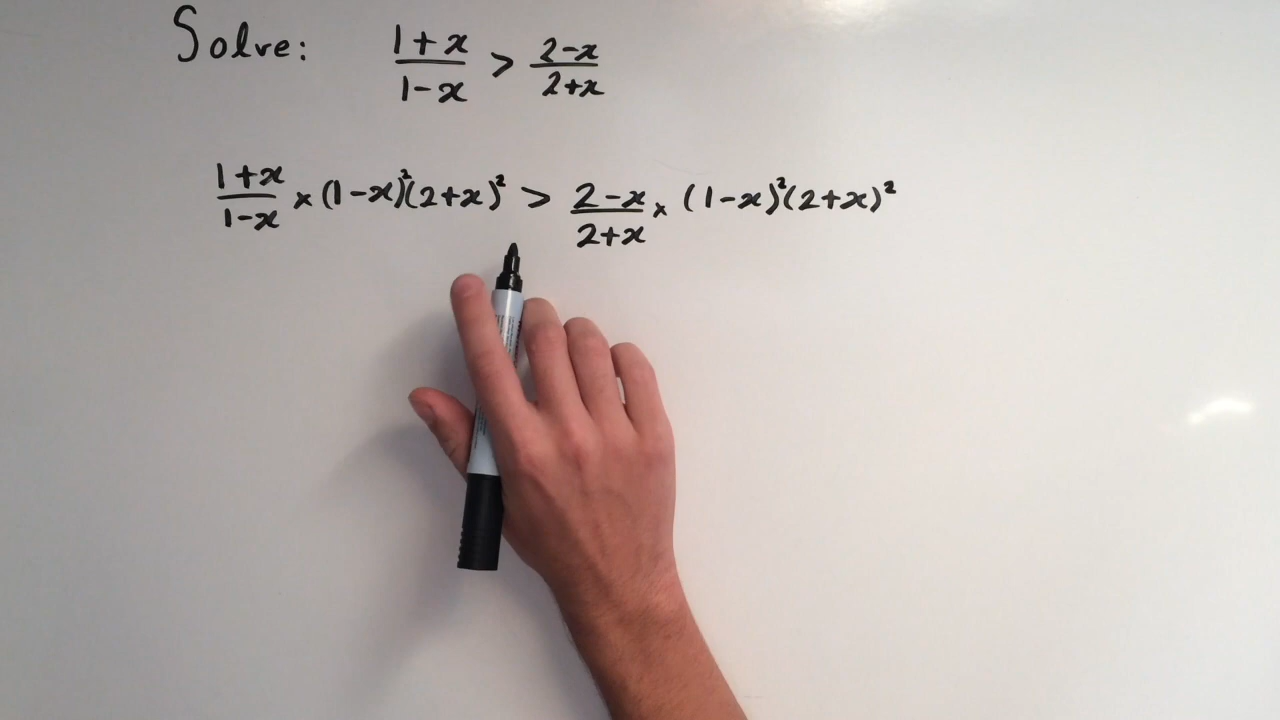 Solve: (1+x)/(1-x) > (2-x)/(2+x)
(1+x)/(1-x) × (1-x)²(2+x)² > (2-x)/(2+x) × (1-x)²(2+x)²